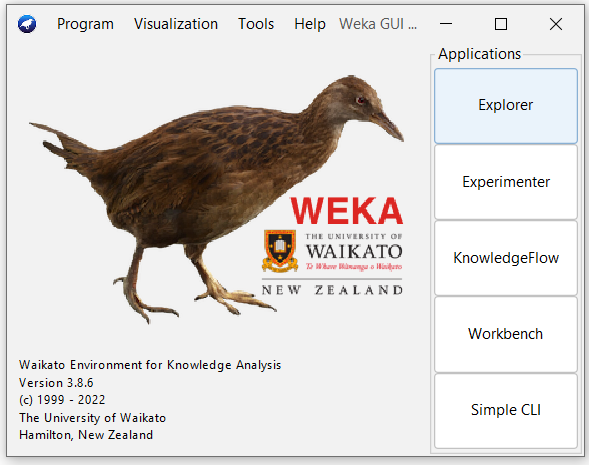 Program Visualization Tools Help Weka GUI ...
Applications
Explorer
Experimenter
KnowledgeFlow
Workbench
Simple CLI
WEKA
THE UNIVERSITY OF
WAIKATO
Te Whare Wānanga o Waikato
NEW ZEALAND
Waikato Environment for Knowledge Analysis
Version 3.8.6
(c) 1999 - 2022
The University of Waikato
Hamilton, New Zealand